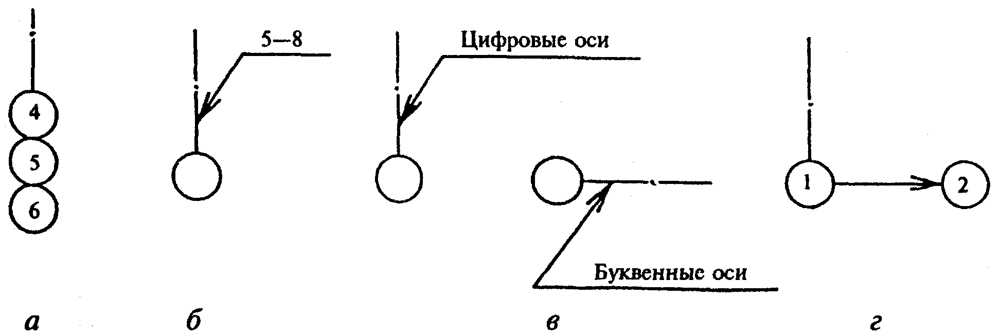 5—8
Цифровые оси
4
5
6
1
2
Буквенные оси
а
б
в
г